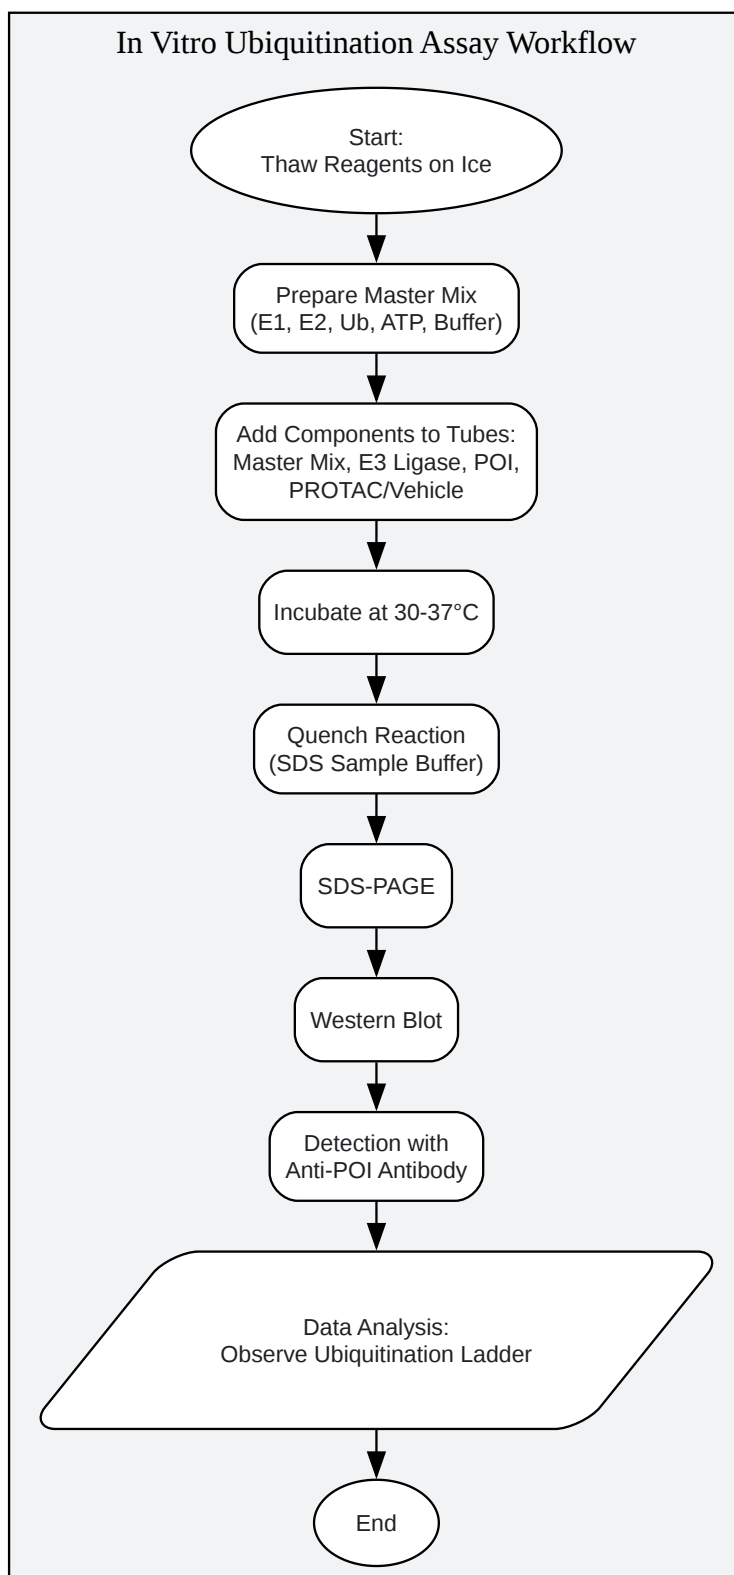 In Vitro Ubiquitination Assay Workflow
Start:
Thaw Reagents on Ice
Prepare Master Mix
(E1, E2, Ub, ATP, Buffer)
Add Components to Tubes:
Master Mix, E3 Ligase, POI,
PROTAC/Vehicle
Incubate at 30-37°C
Quench Reaction
(SDS Sample Buffer)
SDS-PAGE
Western Blot
Detection with
Anti-POI Antibody
Data Analysis:
Observe Ubiquitination Ladder
End